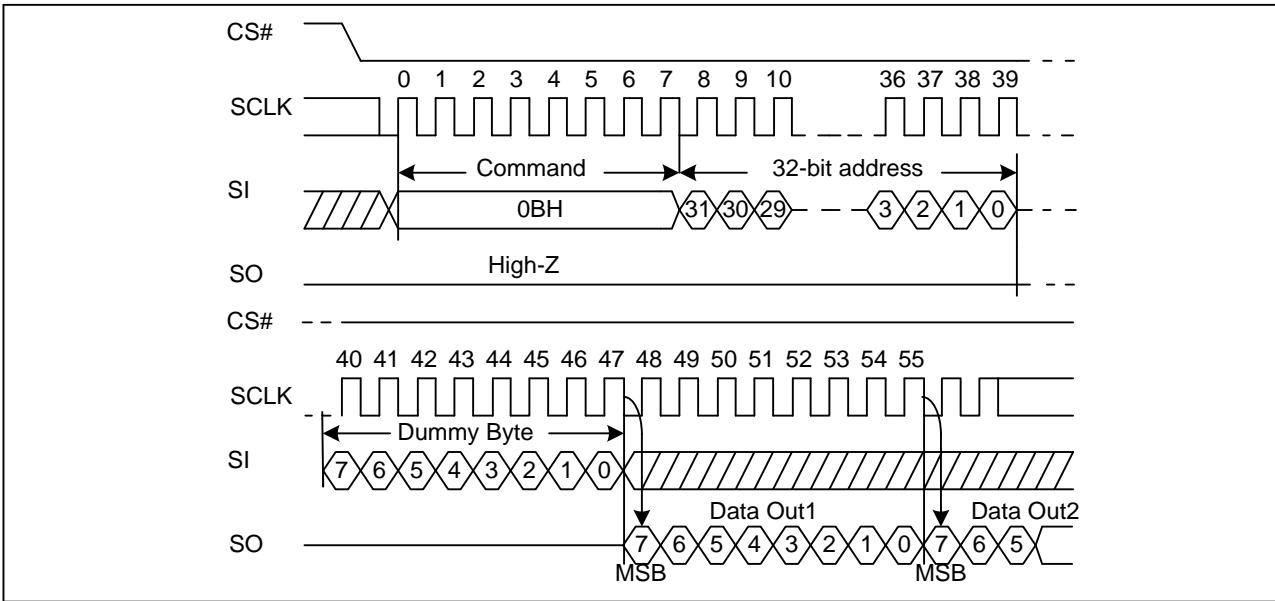 CS#
0 1 2 3 4 5 6 7 8 9 10 36 37 38 39
SCLK
Command 32-bit address
SI
0BH 31 30 29 3 2 1 0
High-Z
SO
CS#
40 41 42 43 44 45 46 47 48 49 50 51 52 53 54 55
SCLK
Dummy Byte
SI
7 6 5 4 3 2 1 0
Data Out1 Data Out2
SO
7 6 5 4 3 2 1 0 7 6 5
MSB MSB